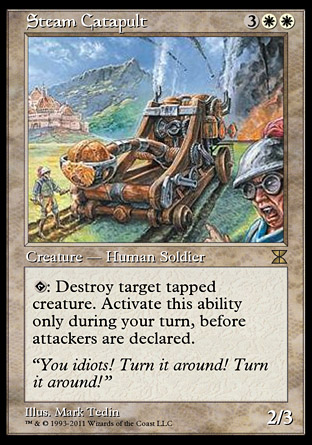 Steam Catapult 3
Creature — Human Soldier
: Destroy target tapped
creature. Activate this ability
only during your turn, before
attackers are declared.
“You idiots! Turn it around! Turn
it around!”
Illus. Mark Tedin
2/3
™ & © 1993-2011 Wizards of the Coast LLC